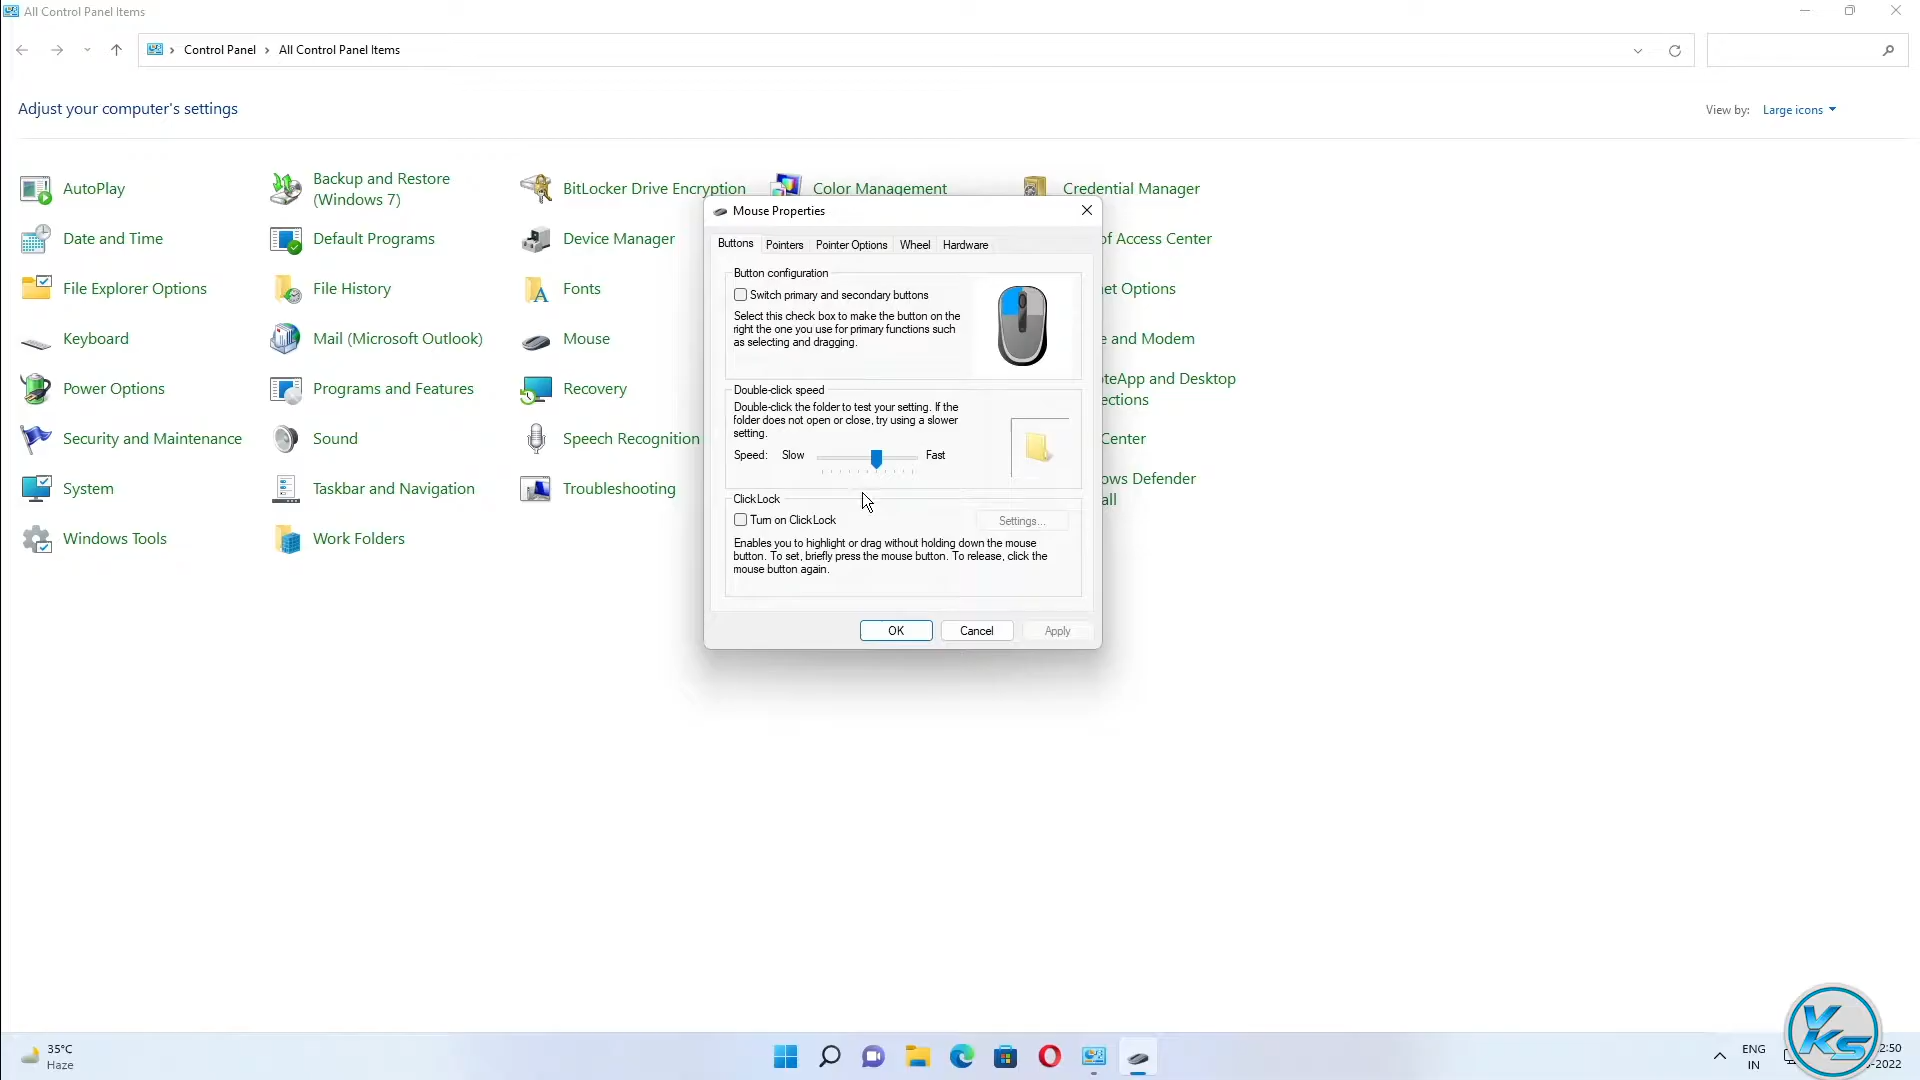 All Control Panel Items
Control Panel > All Control Panel Items
Adjust your computer's settings
View by: Large icons
AutoPlay
Backup and Restore
(Windows 7)
BitLocker Drive Encryption
Color Management
Credential Manager
Date and Time
Default Programs
Device Manager
of Access Center
File Explorer Options
File History
Fonts
et Options
Keyboard
Mail (Microsoft Outlook)
Mouse
e and Modem
Power Options
Programs and Features
Recovery
teApp and Desktop
ections
Security and Maintenance
Sound
Speech Recognition
Center
System
Taskbar and Navigation
Troubleshooting
ows Defender
all
Windows Tools
Work Folders
Mouse Properties
Buttons
Pointers
Pointer Options
Wheel
Hardware
Button configuration
Switch primary and secondary buttons
Select this check box to make the button on the
right the one you use for primary functions such
as selecting and dragging.
Double-click speed
Double-click the folder to test your setting. If the
folder does not open or close, try using a slower
setting.
Speed: Slow Fast
ClickLock
Turn on ClickLock
Settings...
Enables you to highlight or drag without holding down the mouse
button. To set, briefly press the mouse button. To release, click the
mouse button again.
OK
Cancel
Apply
35°C
Haze
ENG
IN
2:50
-2022
VKS